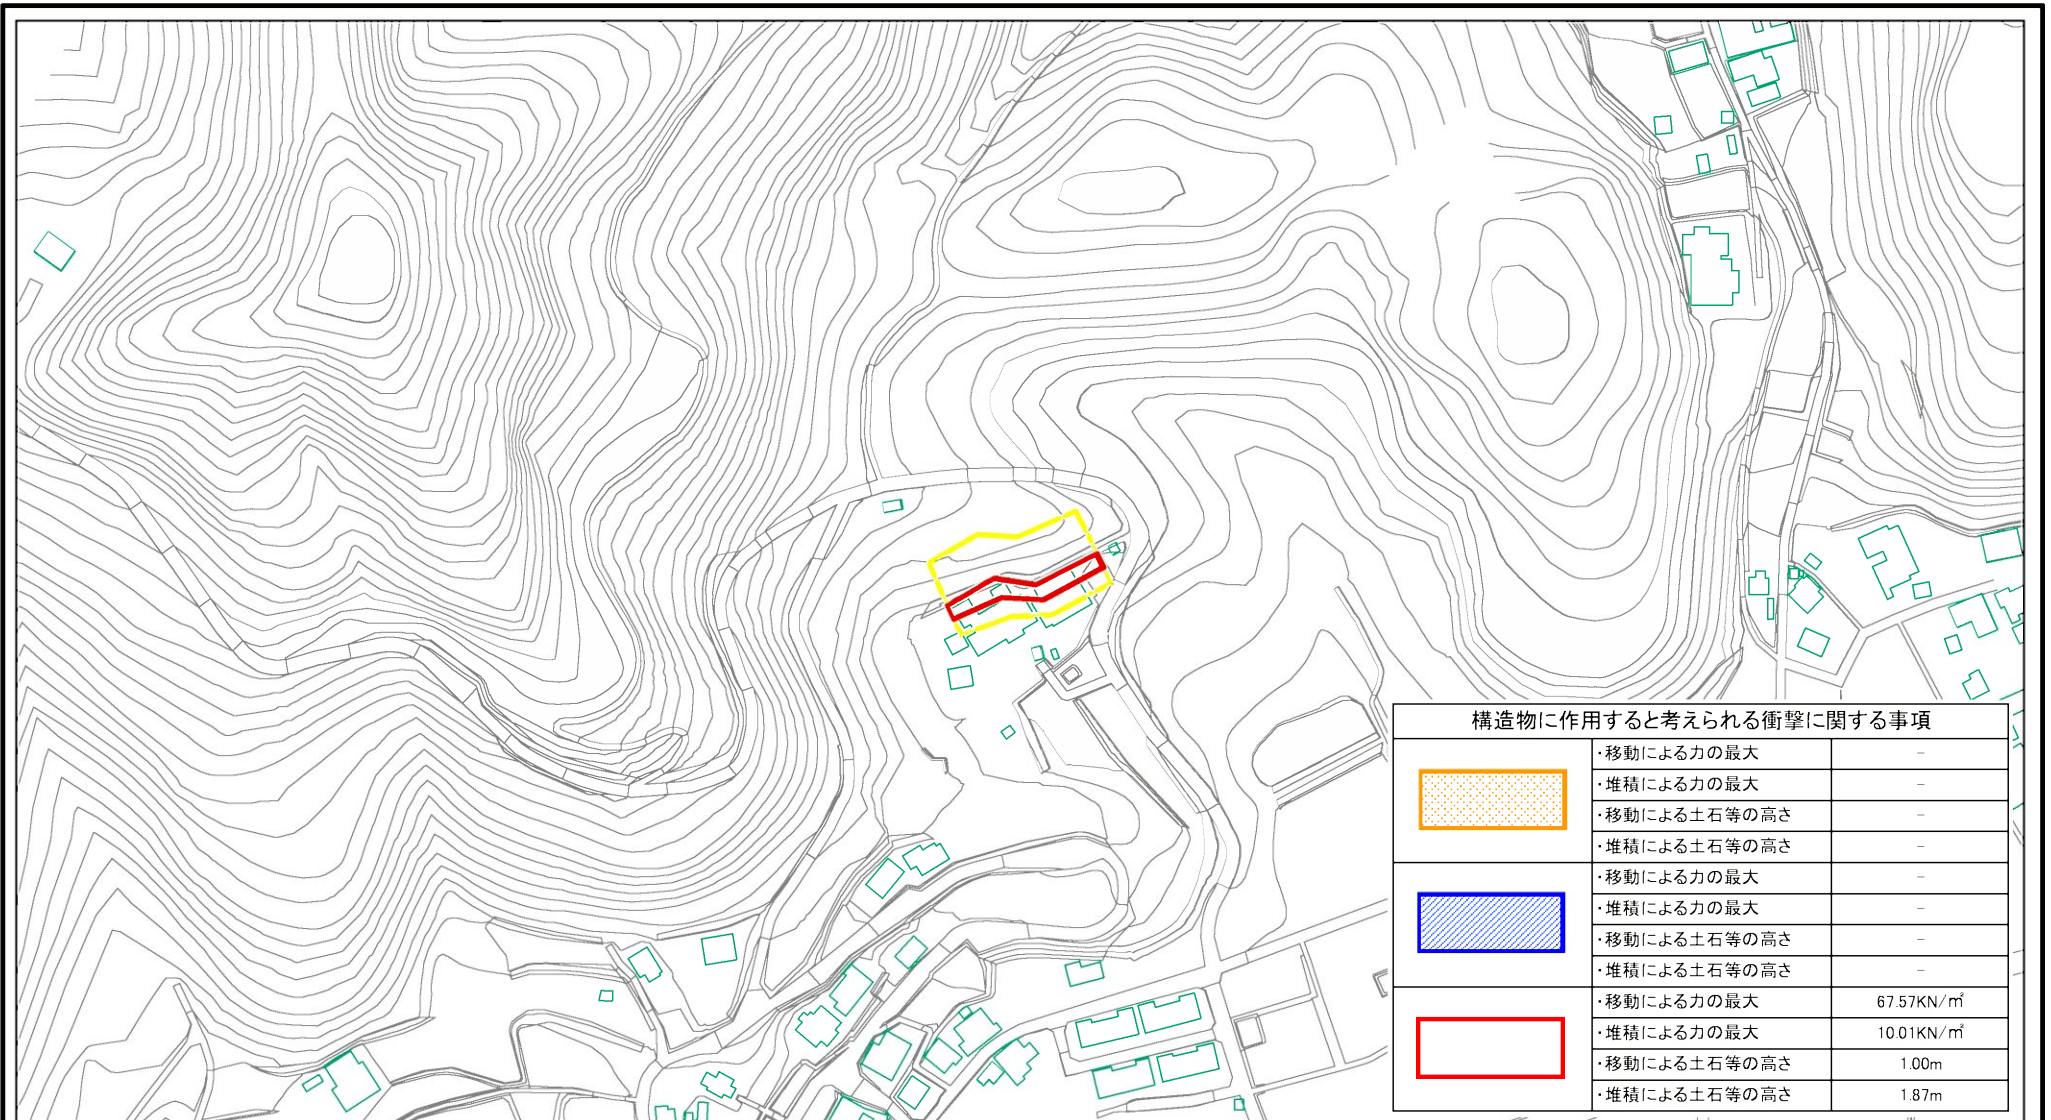 構造物に作用すると考えられる衝撃に関する事項
・移動による力の最大 －
・堆積による力の最大 －
・移動による土石等の高さ －
・堆積による土石等の高さ －
・移動による力の最大 －
・堆積による力の最大 －
・移動による土石等の高さ －
・堆積による土石等の高さ －
・移動による力の最大 67.57KN/㎡
・堆積による力の最大 10.01KN/㎡
・移動による土石等の高さ 1.00m
・堆積による土石等の高さ 1.87m